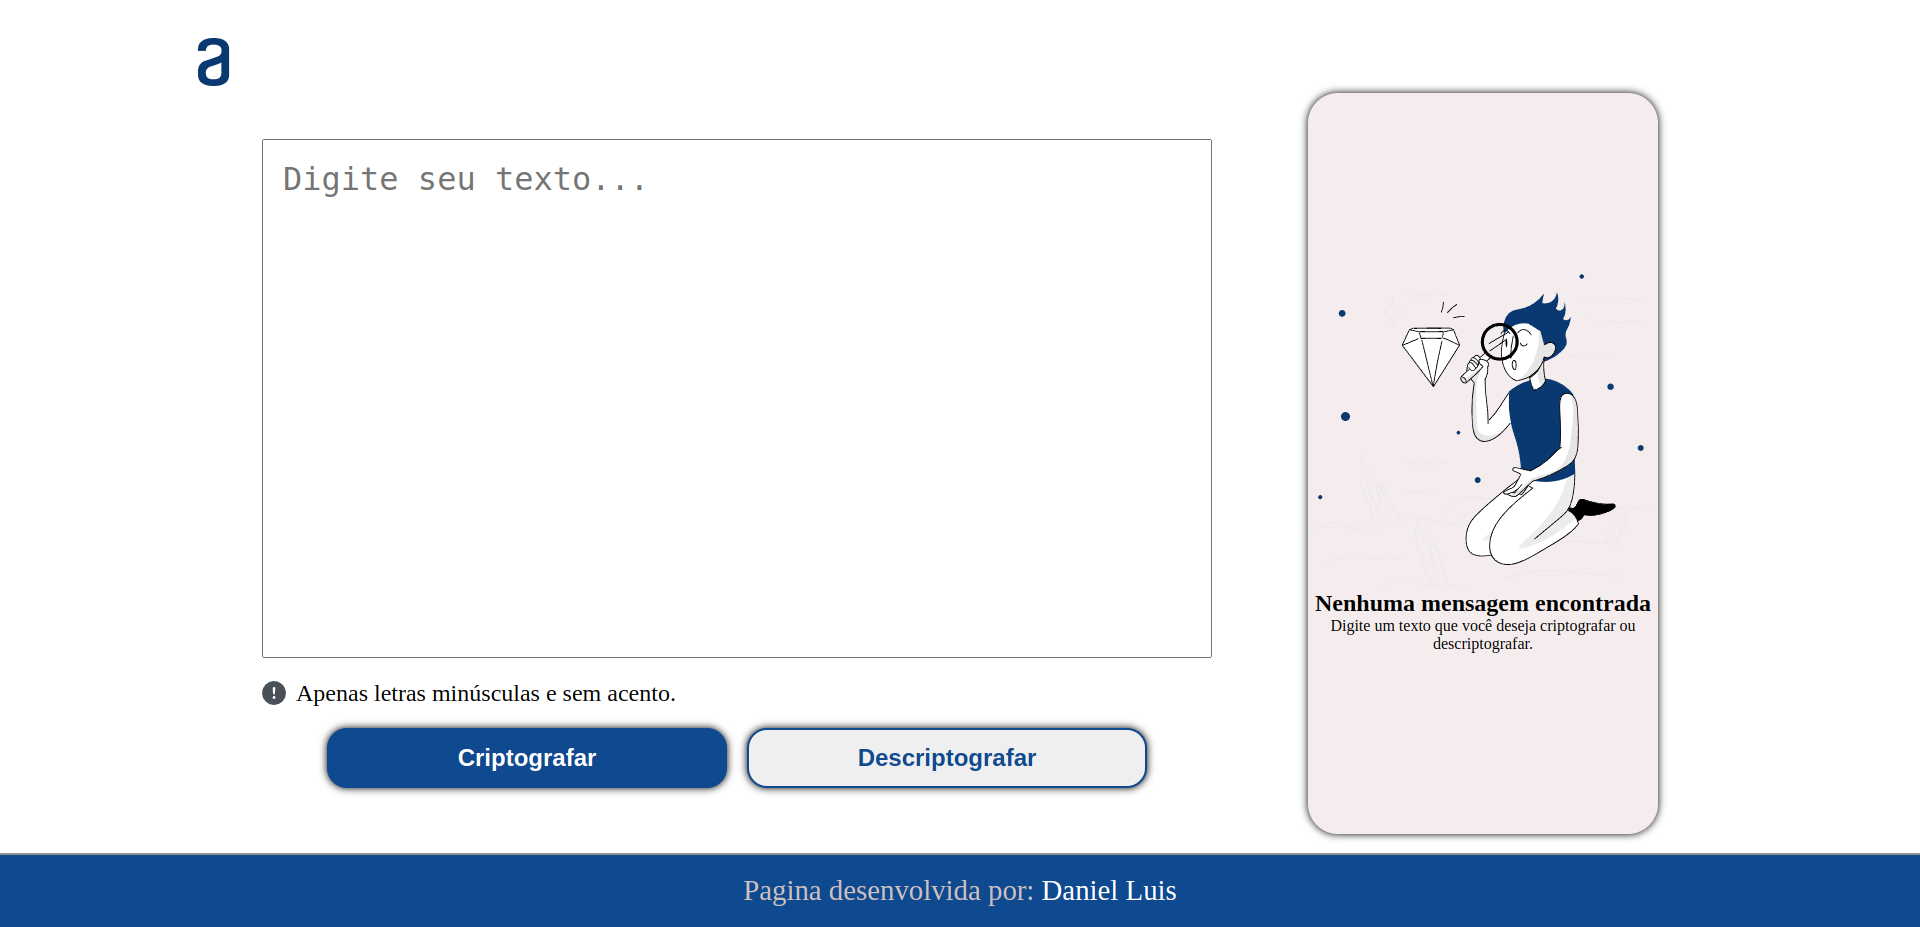 a
Digite seu texto...
Apenas letras minúsculas e sem acento.
Criptografar
Descriptografar
Nenhuma mensagem encontrada
Digite um texto que você deseja criptografar ou
descriptografar.
Pagina desenvolvida por: Daniel Luis